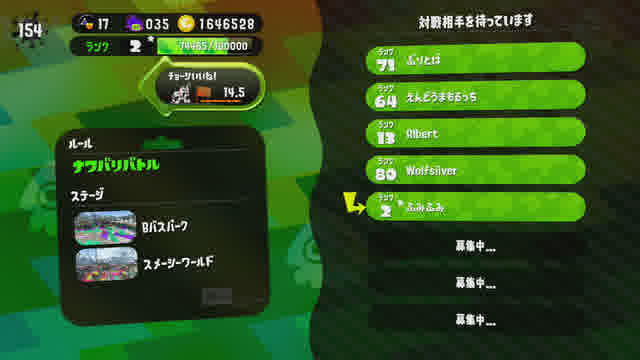 154
17 035 1646528
ランク 2 74465/100000
チョーシいいね!
14.5
ルール
ナワバリバトル
ステージ
Bバスパーク
スメーシーワールド
対戦相手を待っています
ランク 71 ぷりとば
ランク 64 えんどうまもるっち
ランク 13 Albert
ランク 80 Wolfsilver
ランク 2 ふみふみ
募集中...
募集中...
募集中...